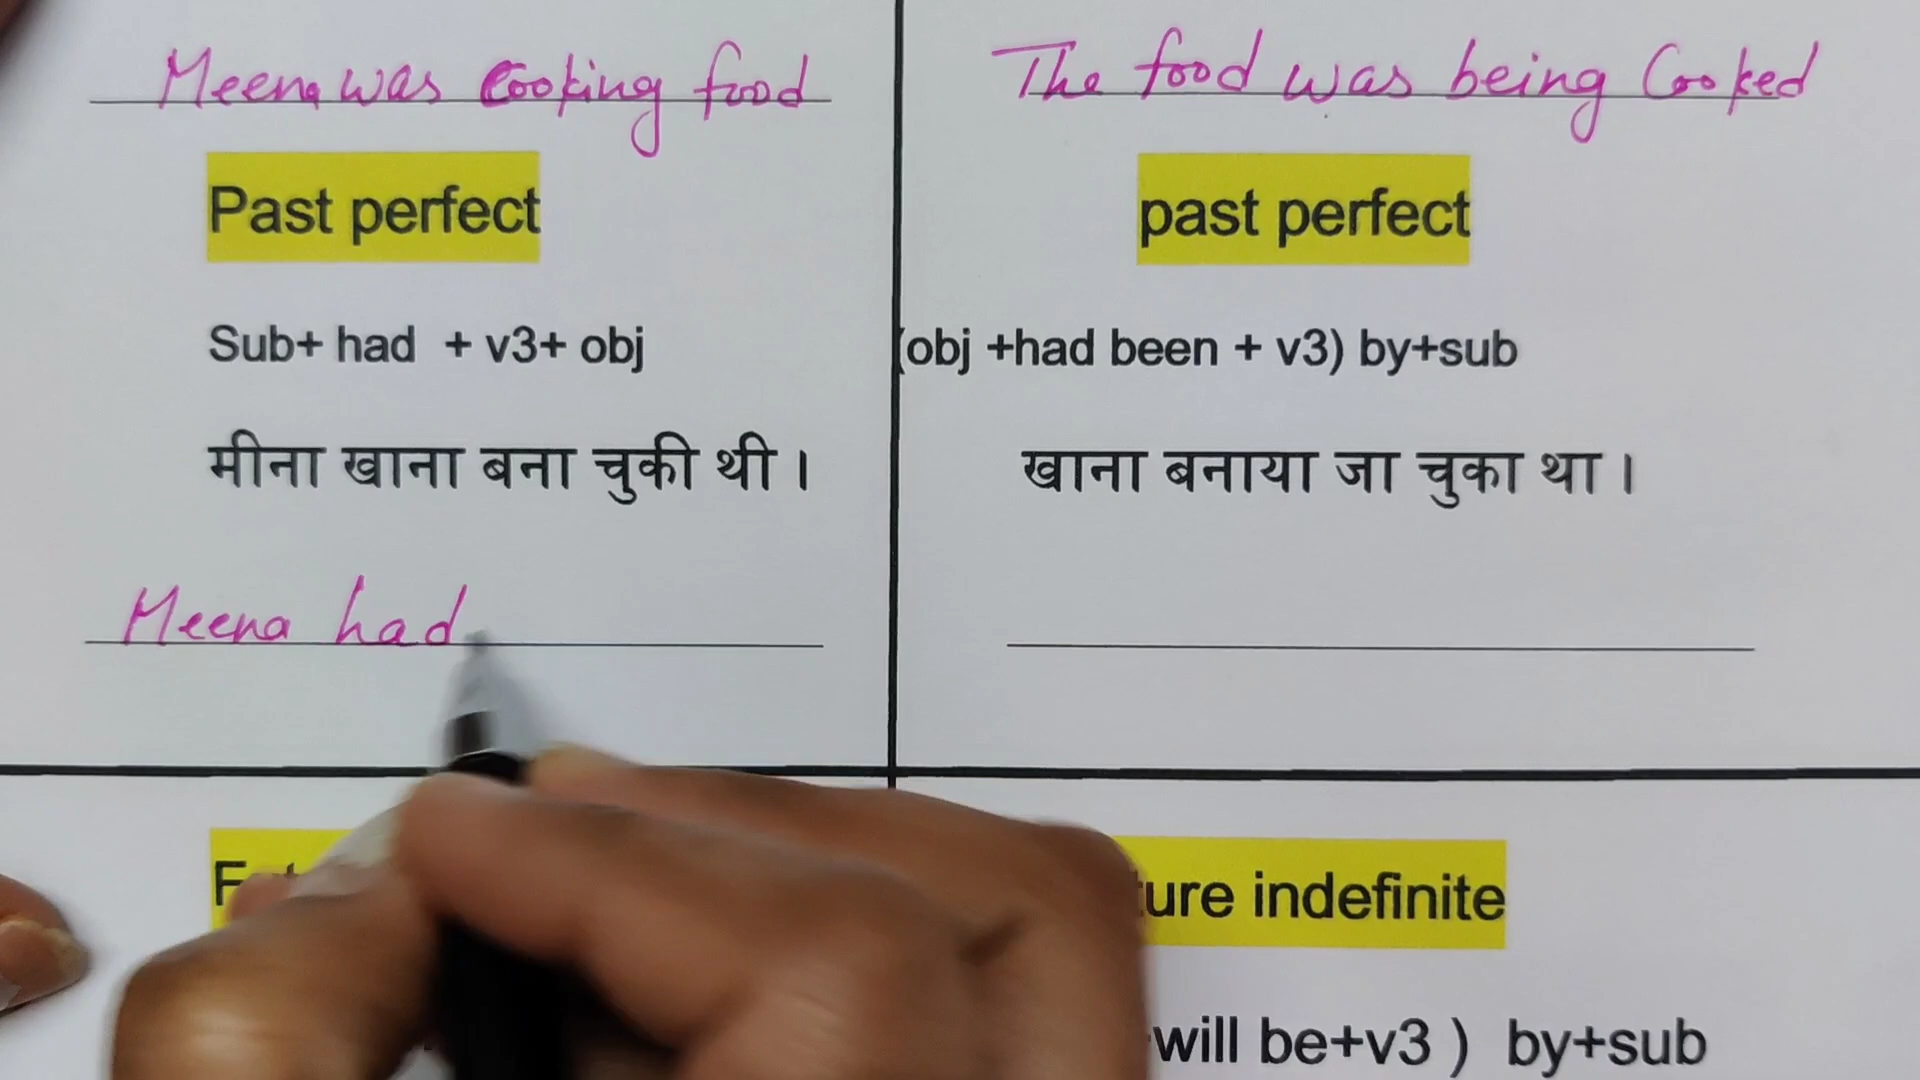 Meena was cooking food
The food was being Cooked
Past perfect
past perfect
Sub+ had + v3+ obj
(obj +had been + v3) by+sub
मीना खाना बना चुकी थी ।
खाना बनाया जा चुका था ।
Meena had
ure indefinite
will be+v3 ) by+sub